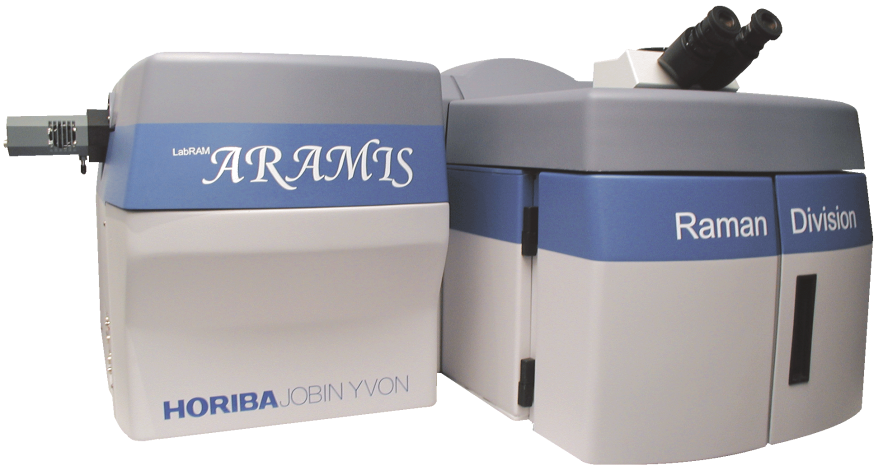 LabRAM ARAMIS
Raman Division
HORIBA JOBIN YVON